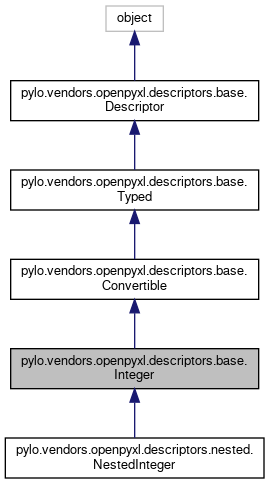 object
pylo.vendors.openpyxl.descriptors.base.
Descriptor
pylo.vendors.openpyxl.descriptors.base.
Typed
pylo.vendors.openpyxl.descriptors.base.
Convertible
pylo.vendors.openpyxl.descriptors.base.
Integer
pylo.vendors.openpyxl.descriptors.nested.
NestedInteger